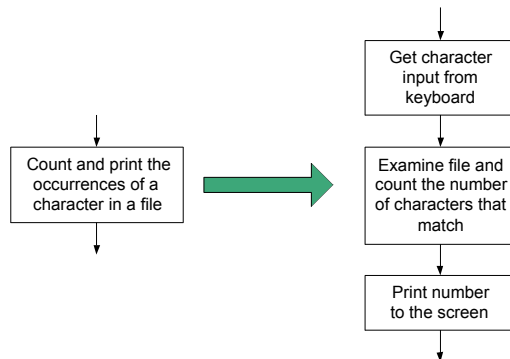 Count and print the
occurrences of a
character in a file
Get character
input from
keyboard
Examine file and
count the number
of characters that
match
Print number
to the screen